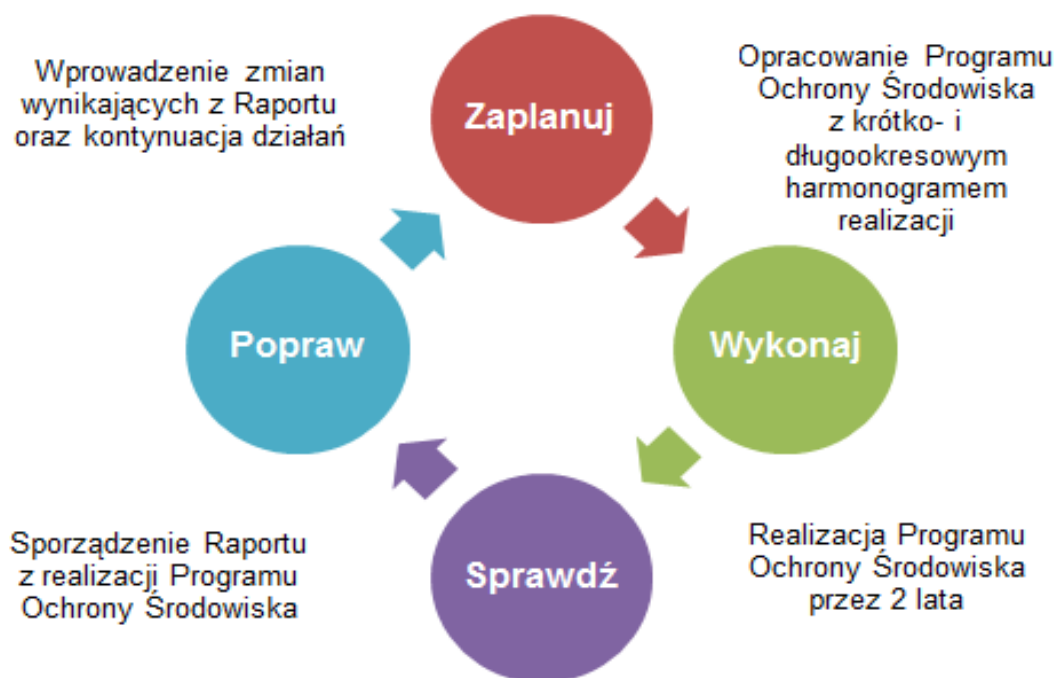 Wprowadzenie zmian
wynikających z Raportu
oraz kontynuacja działań
Zaplanuj
Opracowanie Programu
Ochrony Środowiska
z krótko- i
długookresowym
harmonogramem
realizacji
Popraw
Wykonaj
Sporządzenie Raportu
z realizacji Programu
Ochrony Środowiska
Sprawdź
Realizacja Programu
Ochrony Środowiska
przez 2 lata